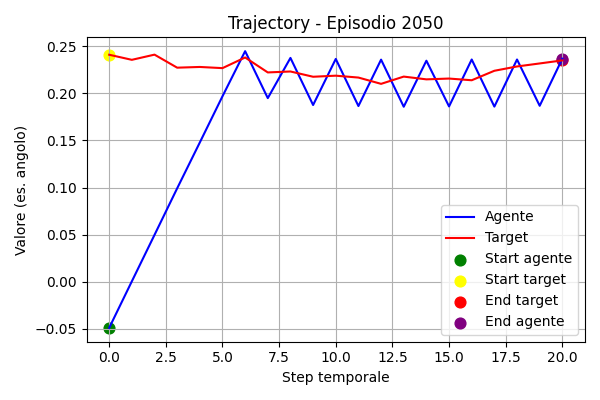 Trajectory - Episodio 2050
Valore (es. angolo)
0.25
0.20
0.15
0.10
0.05
0.00
−0.05
Agente
Target
Start agente
Start target
End target
End agente
0.0 2.5 5.0 7.5 10.0 12.5 15.0 17.5 20.0
Step temporale